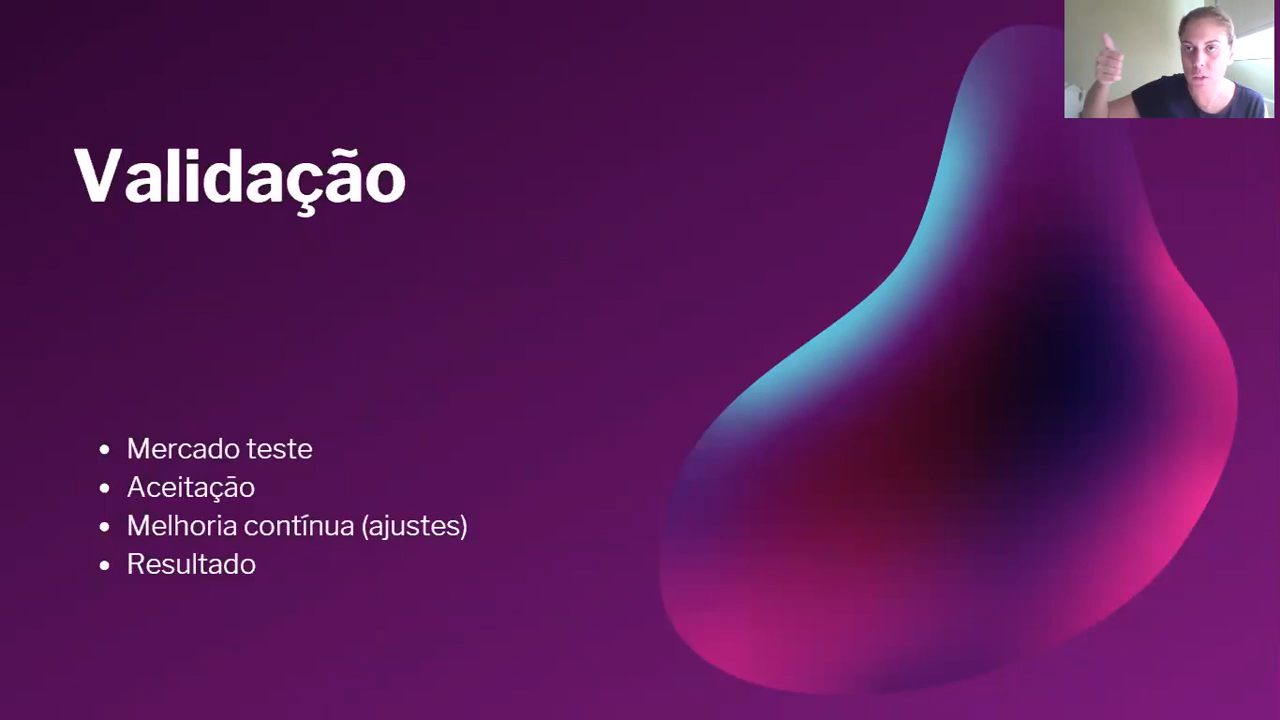 Validação
Mercado teste
Aceitação
Melhoria contínua (ajustes)
Resultado